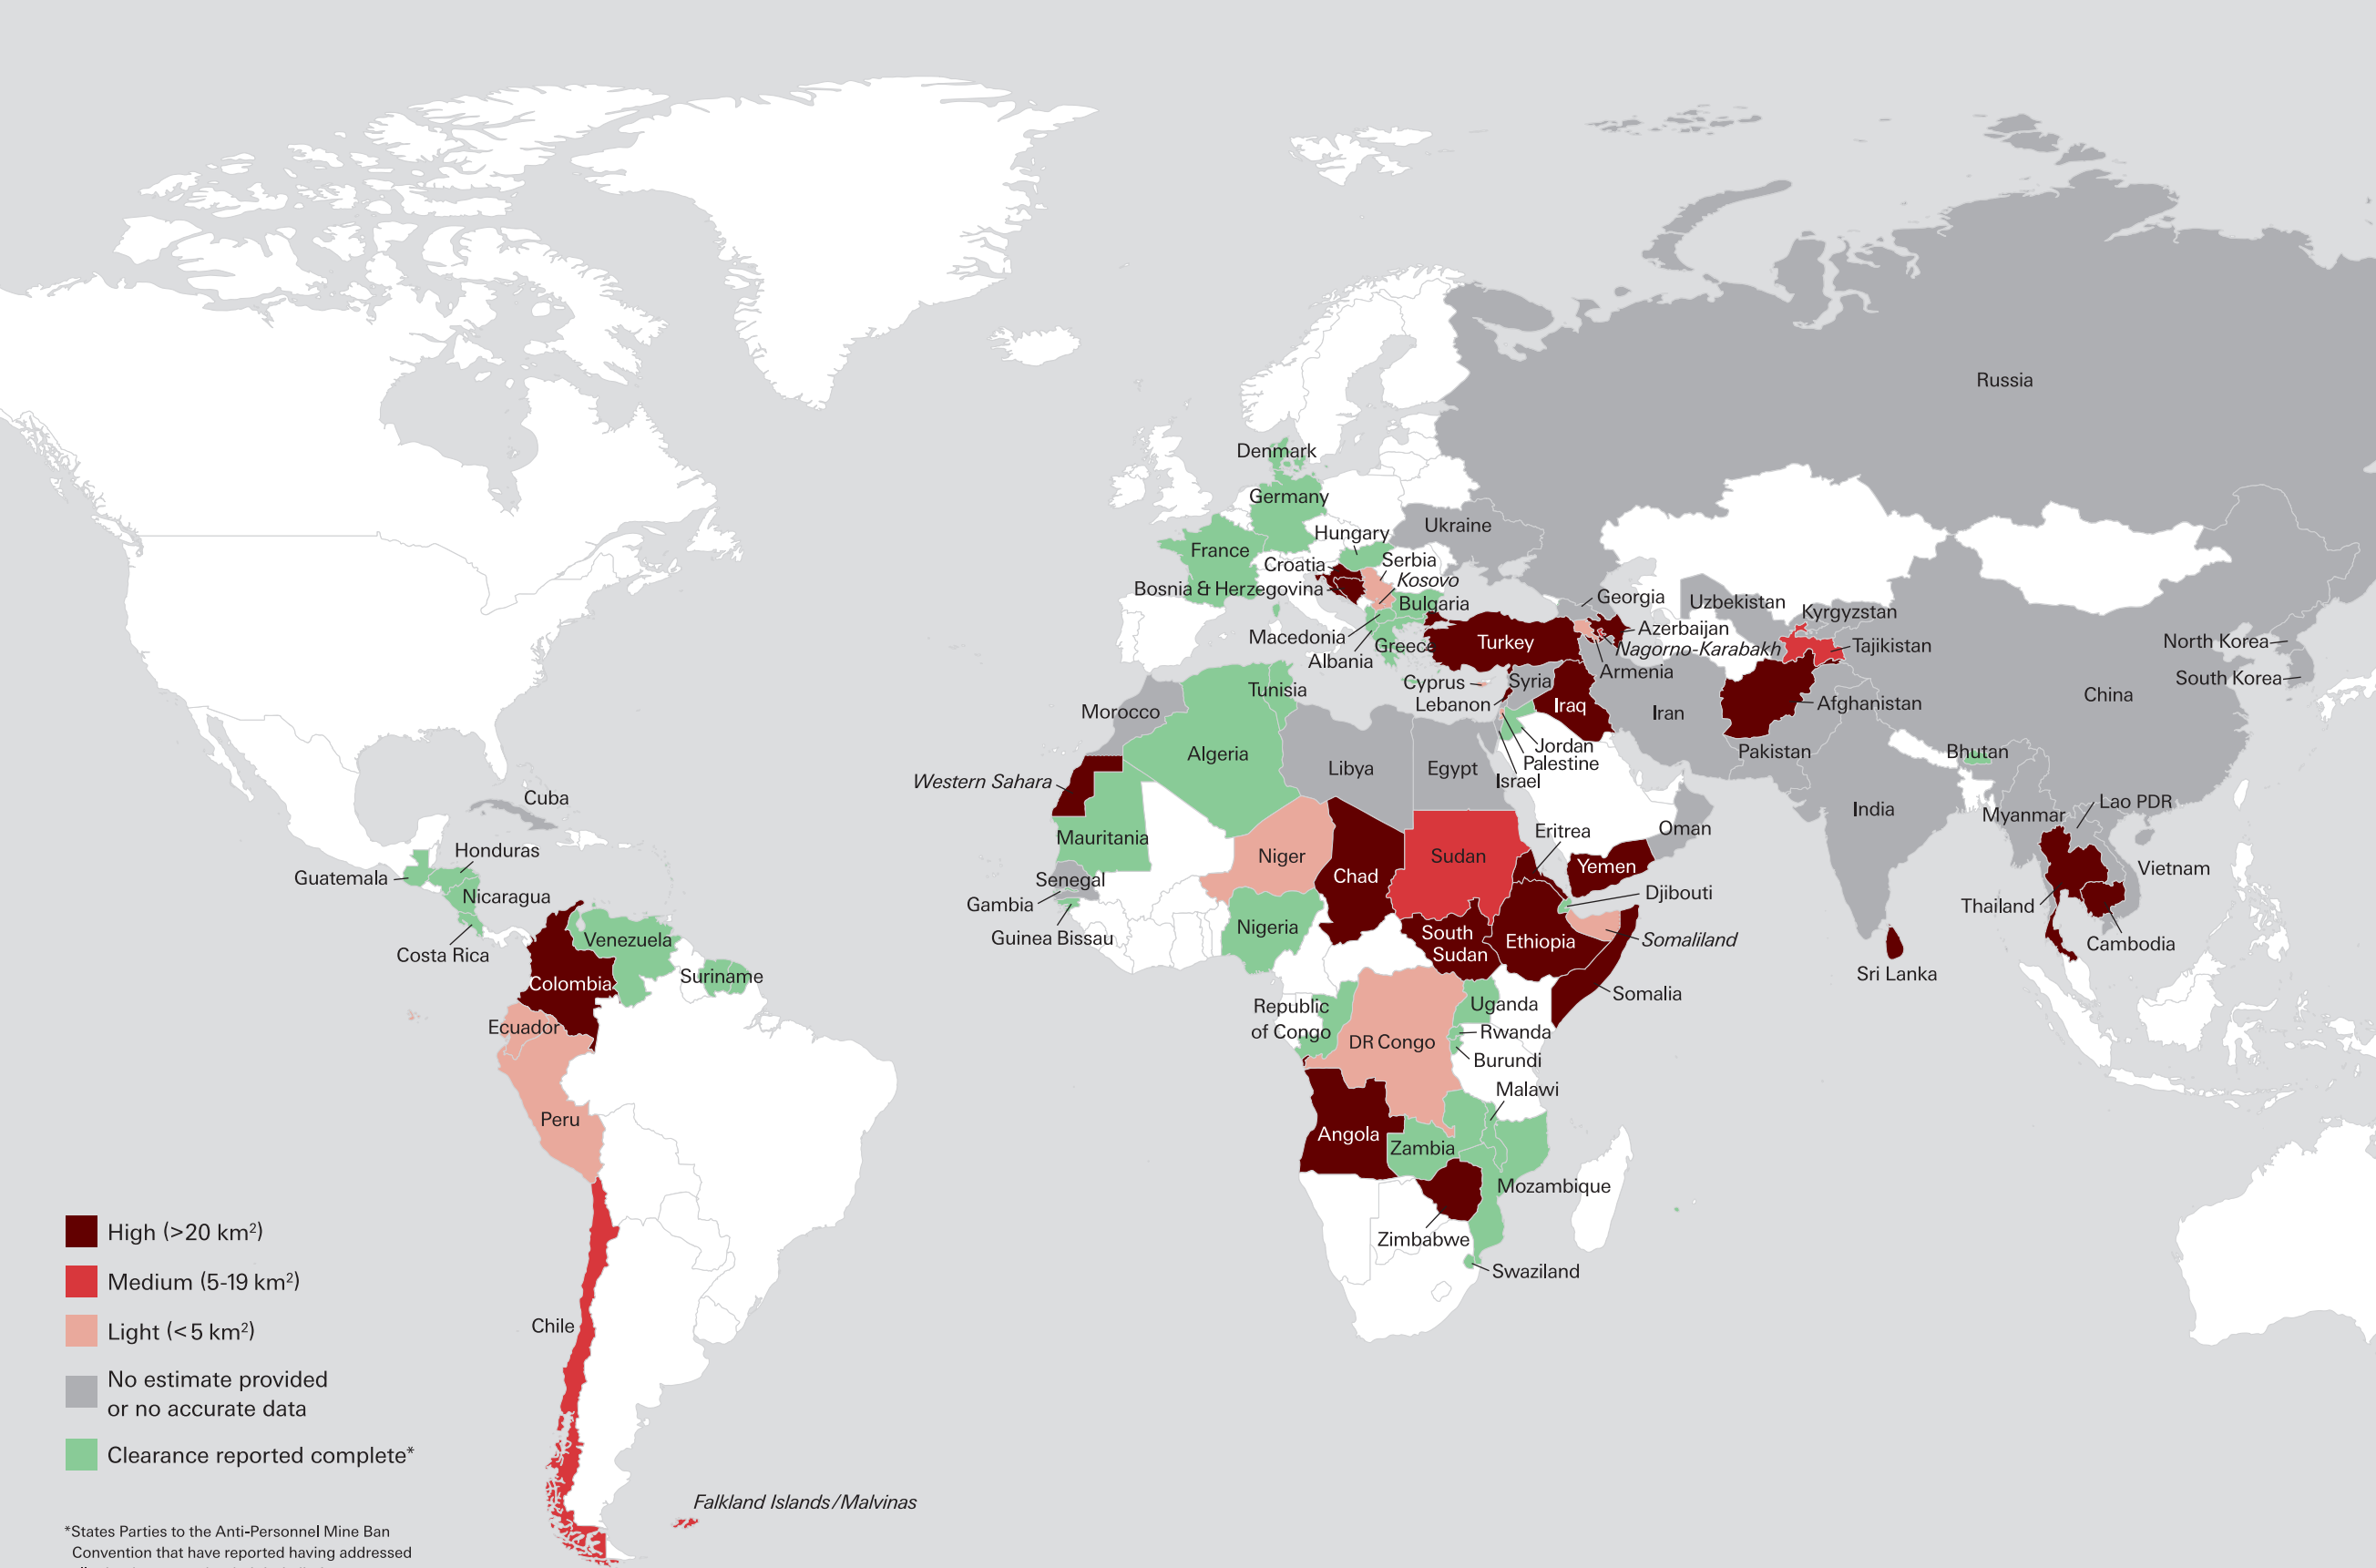 Russia
Denmark
Germany
Ukraine
Hungary
France
Croatia
Serbia
Kosovo
Bosnia & Herzegovina
Bulgaria
Georgia
Uzbekistan
Kyrgyzstan
Azerbaijan
Macedonia
Turkey
Greece
Nagorno-Karabakh
Tajikistan
North Korea
Albania
Armenia
South Korea
Tunisia
Cyprus
Syria
China
Morocco
Lebanon
Iraq
Iran
Afghanistan
Algeria
Jordan
Pakistan
Bhutan
Palestine
Libya
Egypt
Israel
Western Sahara
Cuba
India
Lao PDR
Myanmar
Mauritania
Eritrea
Oman
Honduras
Niger
Sudan
Yemen
Vietnam
Guatemala
Chad
Senegal
Nicaragua
Djibouti
Gambia
Thailand
Nigeria
South
Sudan
Guinea Bissau
Venezuela
Ethiopia
Somaliland
Cambodia
Costa Rica
Sri Lanka
Colombia
Suriname
Somalia
Republic
of Congo
Uganda
Ecuador
Rwanda
DR Congo
Burundi
Malawi
Peru
Angola
Zambia
Mozambique
Zimbabwe
Swaziland
High (>20 km²)
Medium (5-19 km²)
Light (<5 km²)
No estimate provided
or no accurate data
Clearance reported complete*
Chile
Falkland Islands/Malvinas
*States Parties to the Anti-Personnel Mine Ban
Convention that have reported having addressed